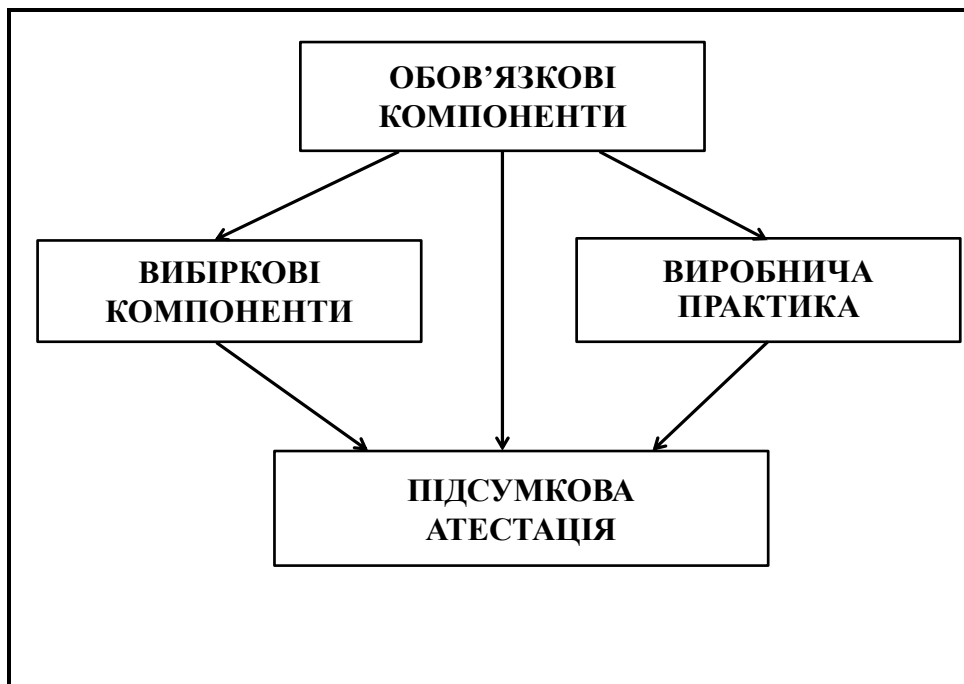 ОБОВ’ЯЗКОВІ
КОМПОНЕНТИ
ВИБІРКОВІ
КОМПОНЕНТИ
ВИРОБНИЧА
ПРАКТИКА
ПІДСУМКОВА
АТЕСТАЦІЯ